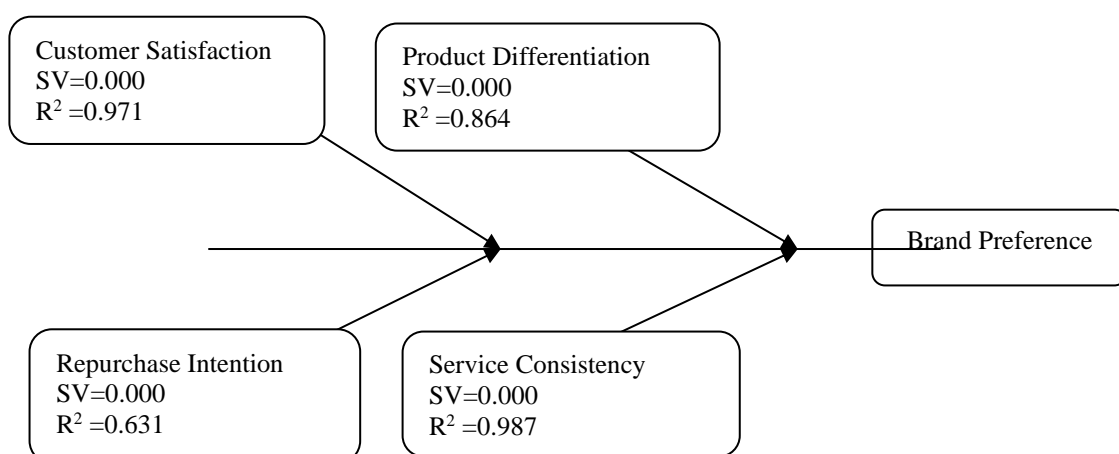 Customer Satisfaction
SV=0.000
R² =0.971
Product Differentiation
SV=0.000
R² =0.864
Brand Preference
Repurchase Intention
SV=0.000
R² =0.631
Service Consistency
SV=0.000
R² =0.987